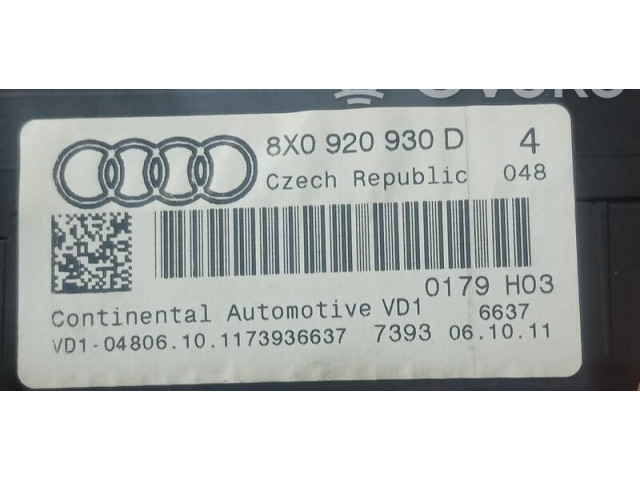 8X0 920 930 D 4
Czech Republic 048
0179 H03
Continental Automotive VD1 6637
VD1-04806.10.1173936637 7393 06.10.11